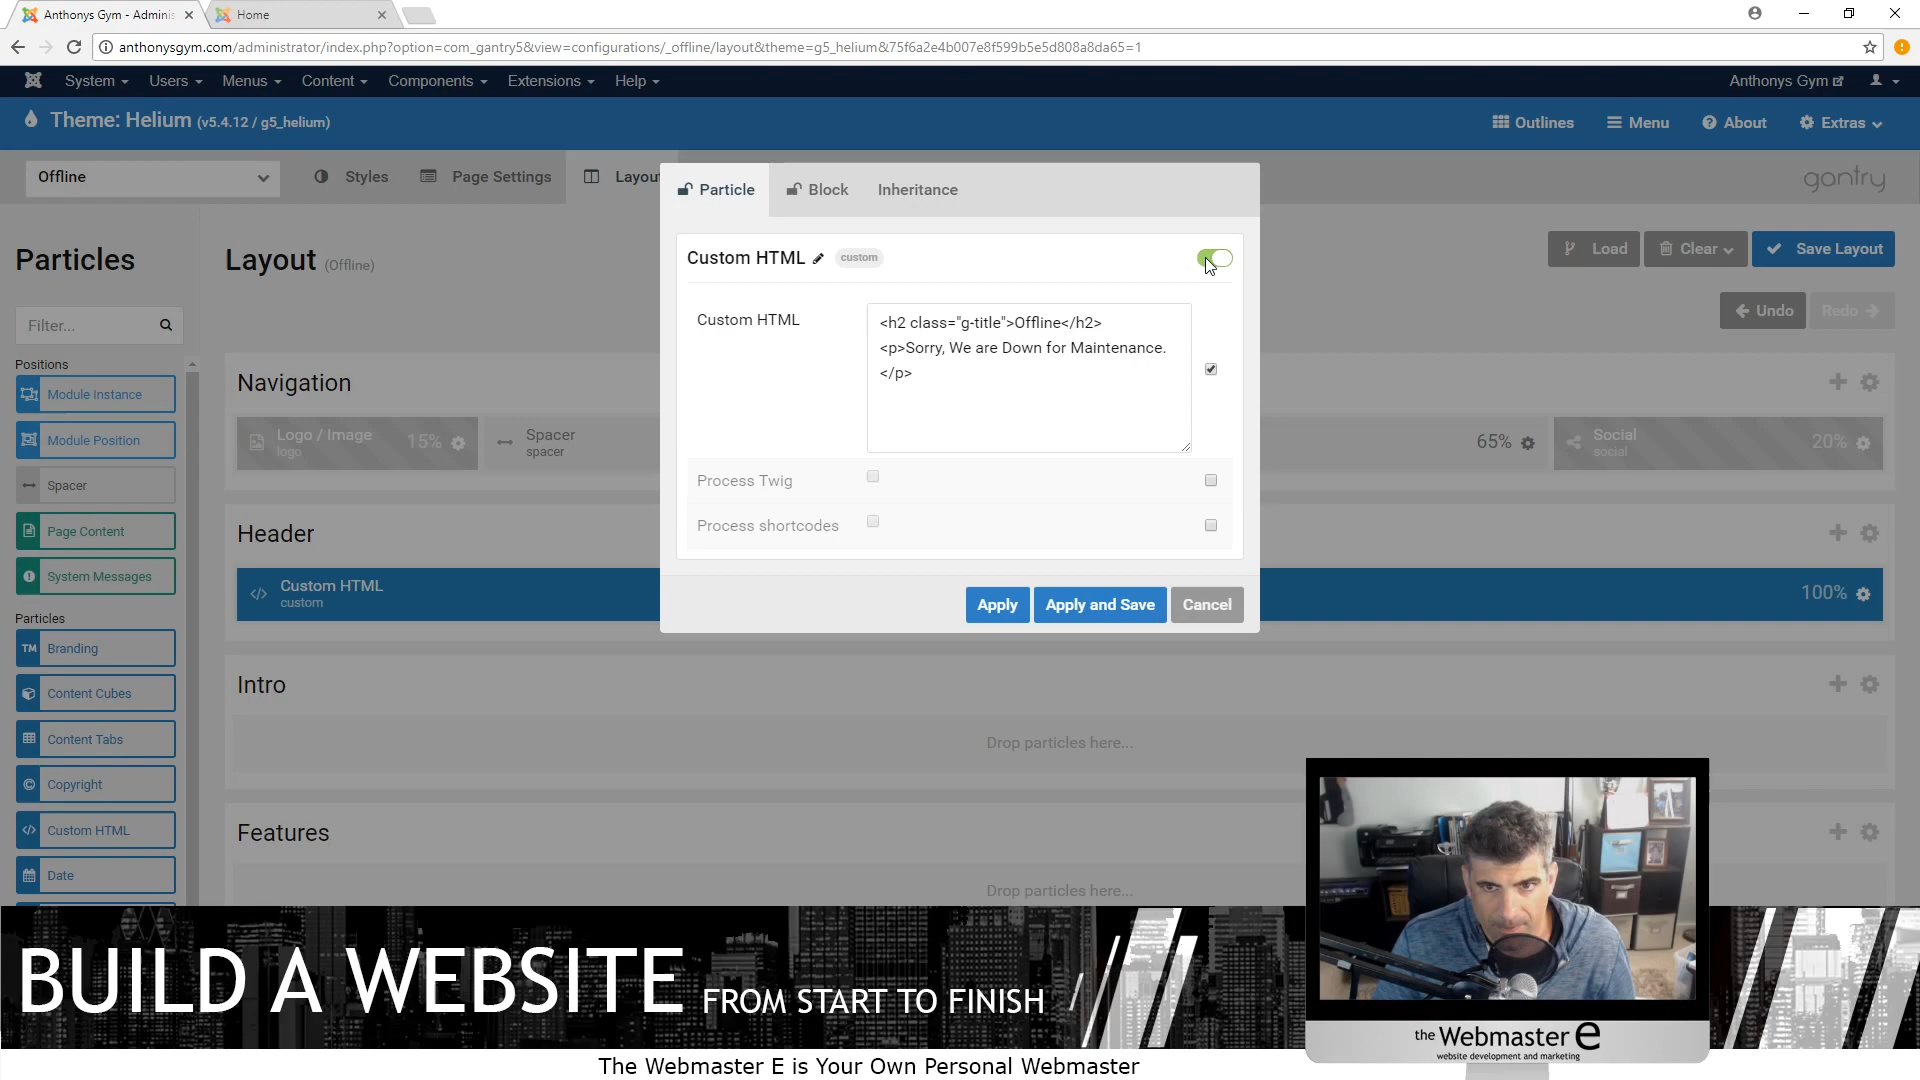 Anthonys Gym - Adminis
Home
anthonysgym.com/administrator/index.php?option=com_gantry5&view=configurations/_offline/layout&theme=g5_helium&75f6a2e4b007e8f599b5e5d808a8da65=1
System Users Menus Content Components Extensions Help Anthonys Gym
Theme: Helium (v5.4.12 / g5_helium) Outlines Menu About Extras
Offline Styles Page Settings Layou gantry
Particle Block Inheritance
Particles Layout (Offline) Load Clear Save Layout
Custom HTML custom
Filter...
Undo Redo
Custom HTML
<h2 class="g-title">Offline</h2>
<p>Sorry, We are Down for Maintenance.
</p>
Process Twig
Process shortcodes
Apply Apply and Save Cancel
Positions
Module Instance
Module Position
Spacer
Page Content
System Messages
Particles
TM Branding
Content Cubes
Content Tabs
Copyright
Custom HTML
Date
Navigation
Logo / Image 15%
logo
Spacer 65%
spacer
Social 20%
social
Header
Custom HTML 100%
custom
Intro
Drop particles here...
Features
Drop particles here...
BUILD A WEBSITE FROM START TO FINISH
the Webmaster e
website development and marketing
The Webmaster E is Your Own Personal Webmaster